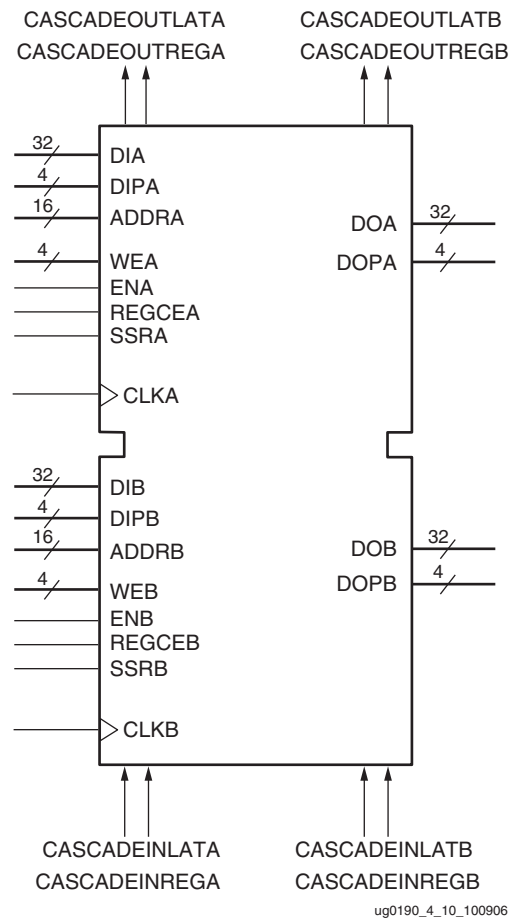 CASCADEOUTLATA CASCADEOUTLATB
CASCADEOUTREGA CASCADEOUTREGB
32 DIA
4 DIPA
16 ADDRA
DOA 32
4 WEA
DOPA 4
ENA
REGCEA
SSRA
CLKA
32 DIB
4 DIPB
16 ADDRB
DOB 32
4 WEB
DOPB 4
ENB
REGCEB
SSRB
CLKB
CASCADEINLATA CASCADEINLATB
CASCADEINREGA CASCADEINREGB
ug0190_4_10_100906